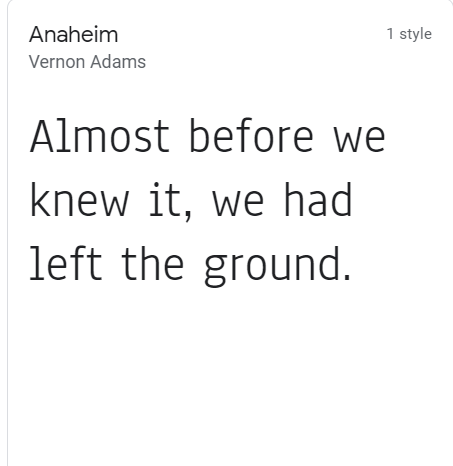 Anaheim
1 style
Vernon Adams
Almost before we
knew it, we had
left the ground.